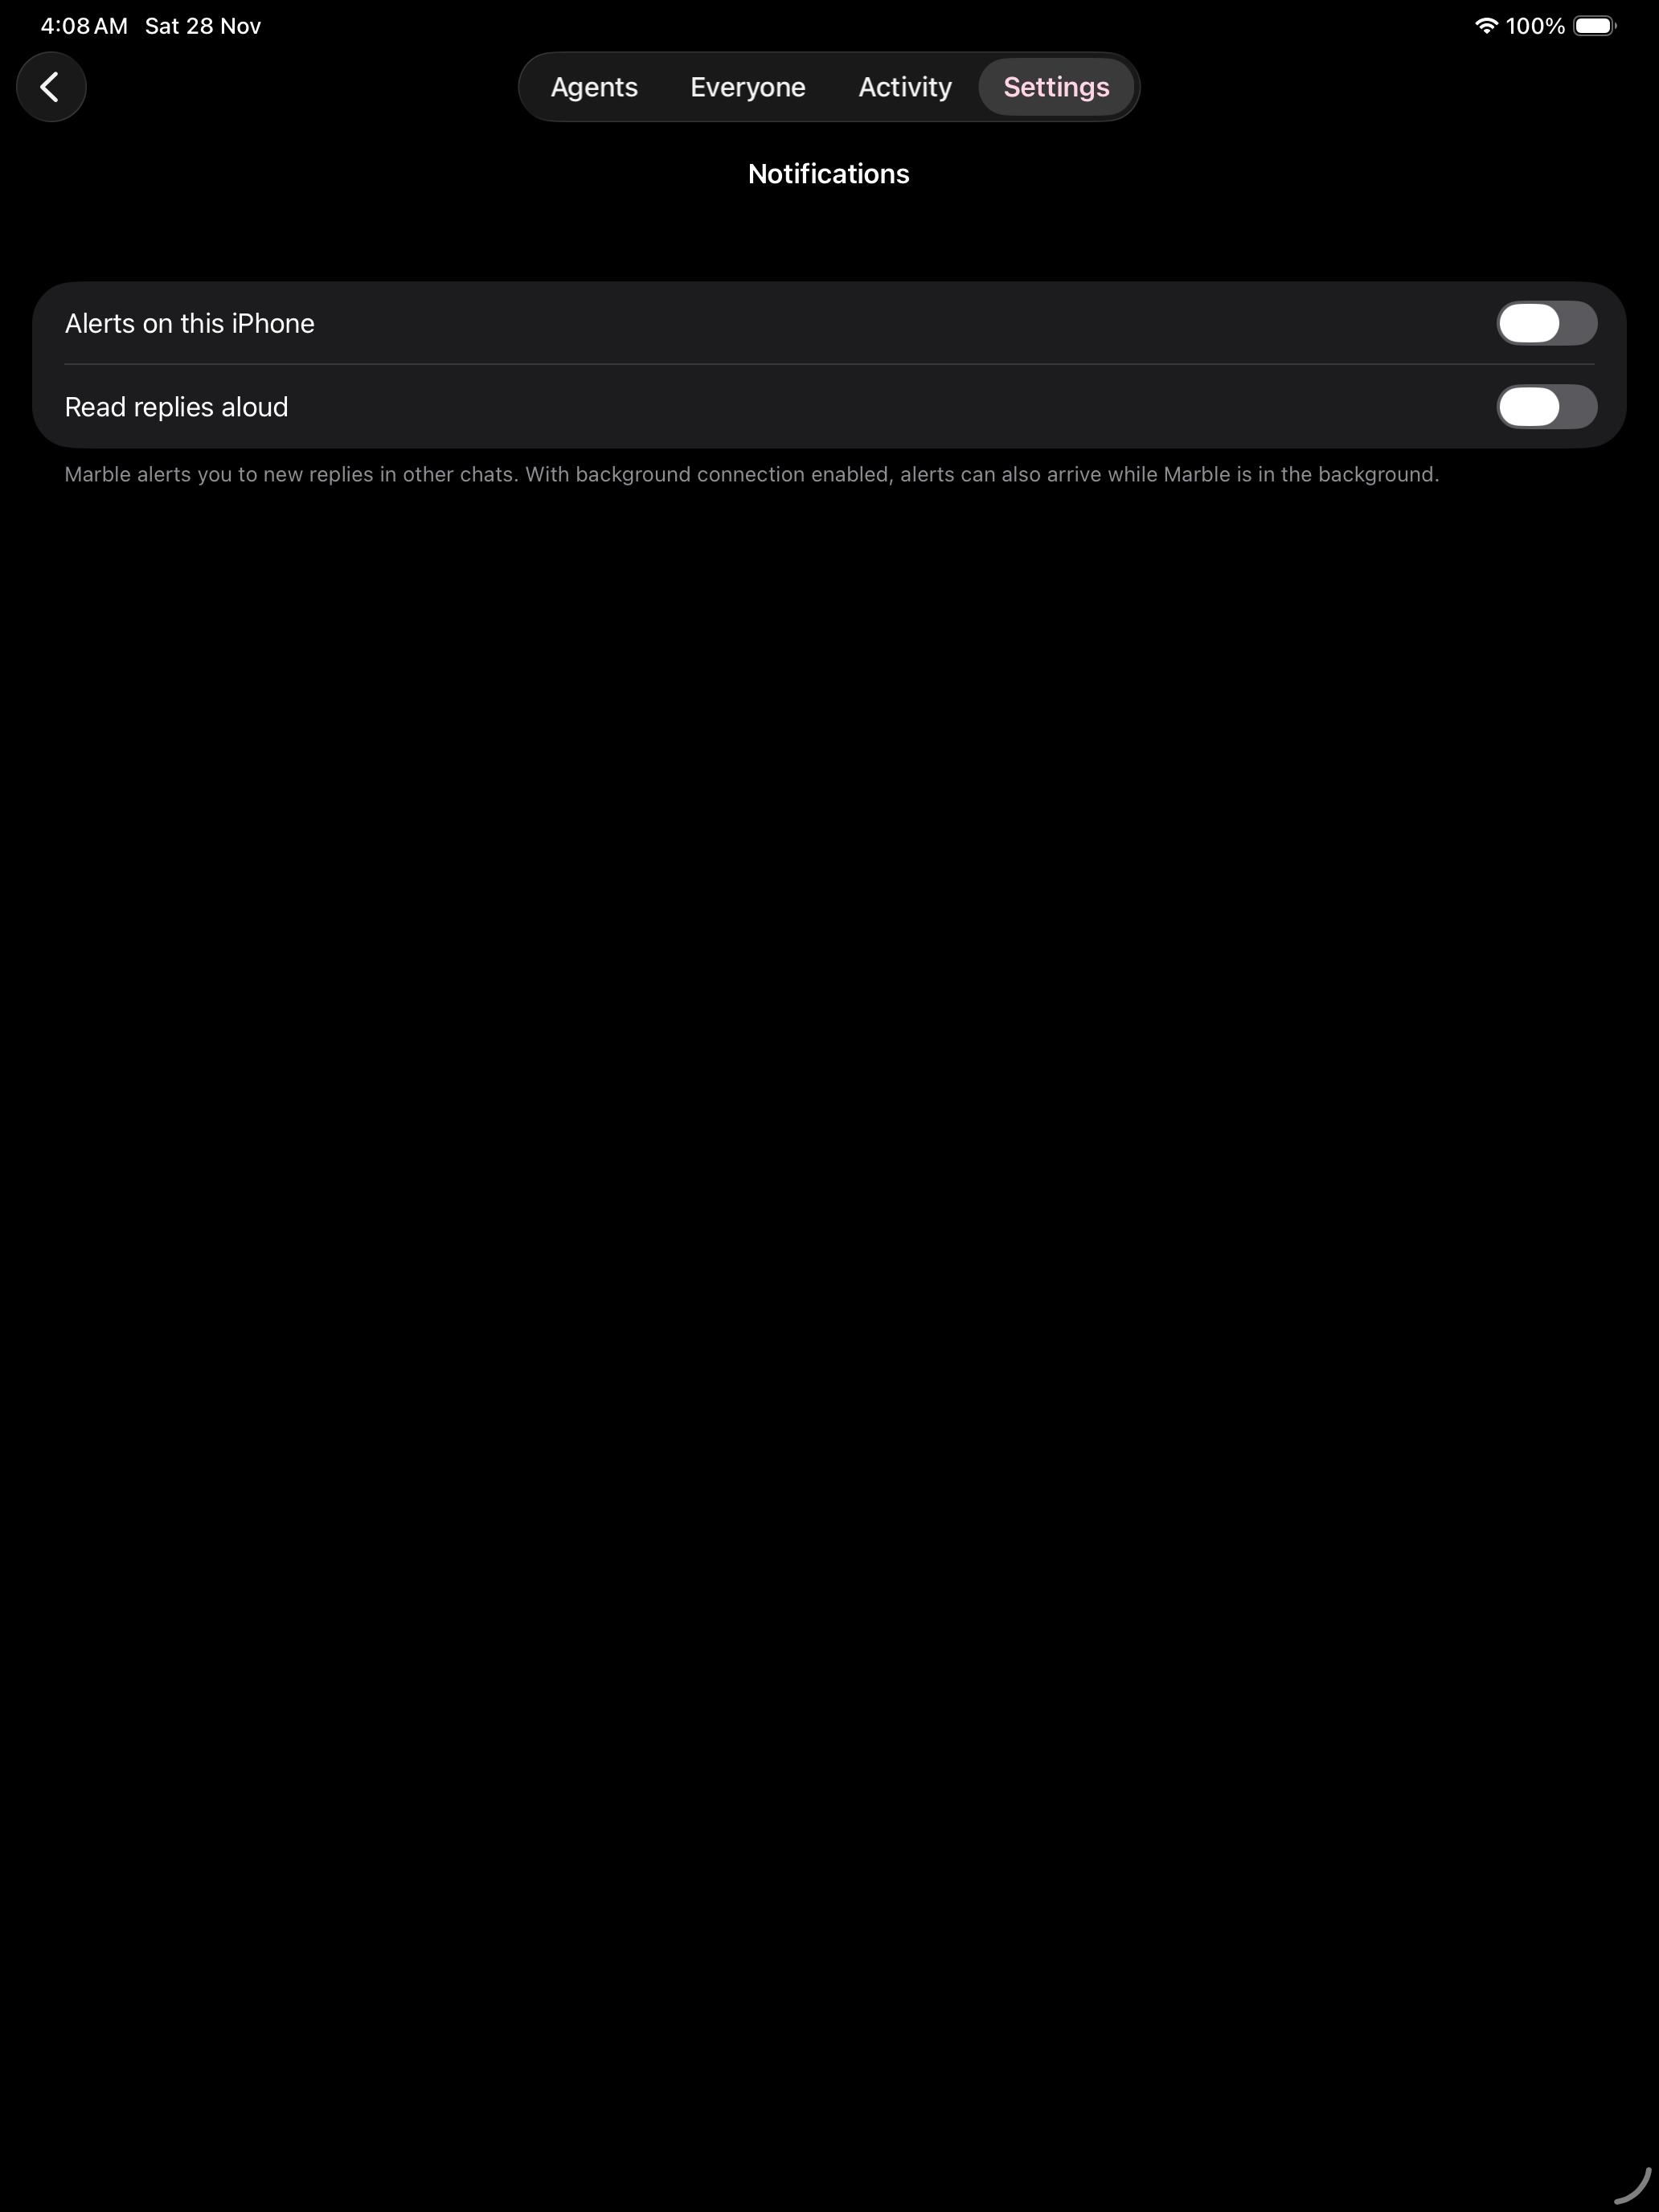 4:08 AM Sat 28 Nov 100%
Agents Everyone Activity Settings
Notifications
Alerts on this iPhone
Read replies aloud
Marble alerts you to new replies in other chats. With background connection enabled, alerts can also arrive while Marble is in the background.